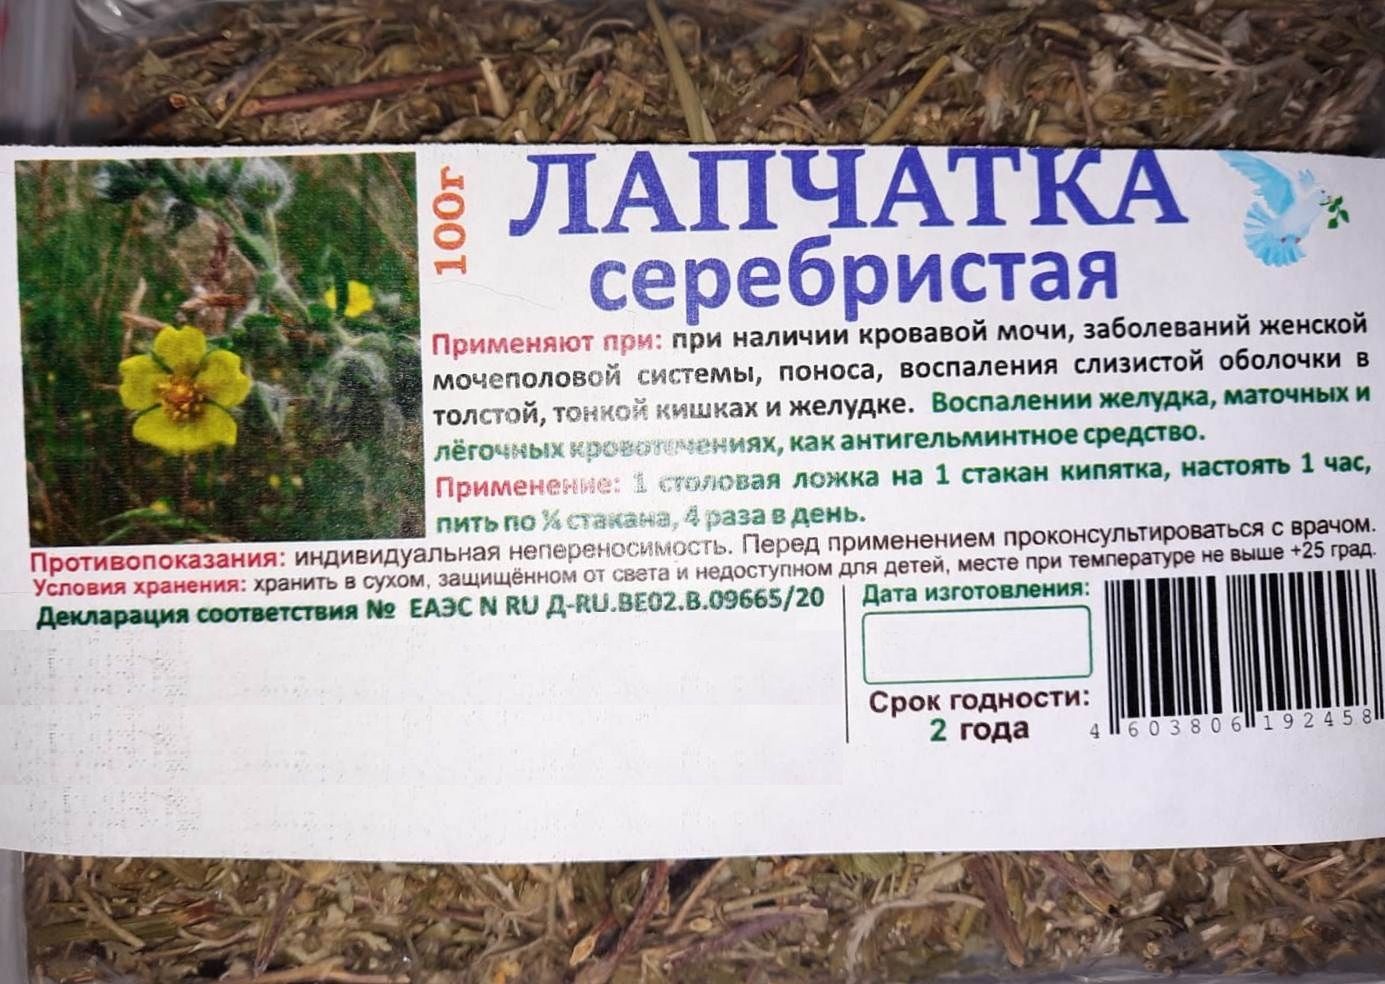 100г
ЛАПЧАТКА
серебристая
Применяют при: при наличии кровавой мочи, заболеваний женской
мочеполовой системы, поноса, воспаления слизистой оболочки в
толстой, тонкой кишках и желудке. Воспалении желудка, маточных и
лёгочных кровотечениях, как антигельминтное средство.
Применение: 1 столовая ложка на 1 стакан кипятка, настоять 1 час,
пить по стакана, 4 раза в день.
Противопоказания: индивидуальная непереносимость. Перед применением проконсультироваться с врачом.
Условия хранения: хранить в сухом, защищённом от света и недоступном для детей, месте при температуре не выше +25 град.
Декларация соответствия № ЕАЭС N RU Д-RU.ВЕ02.В.09665/20
Дата изготовления:
Срок годности:
2 года
4 603806 192458